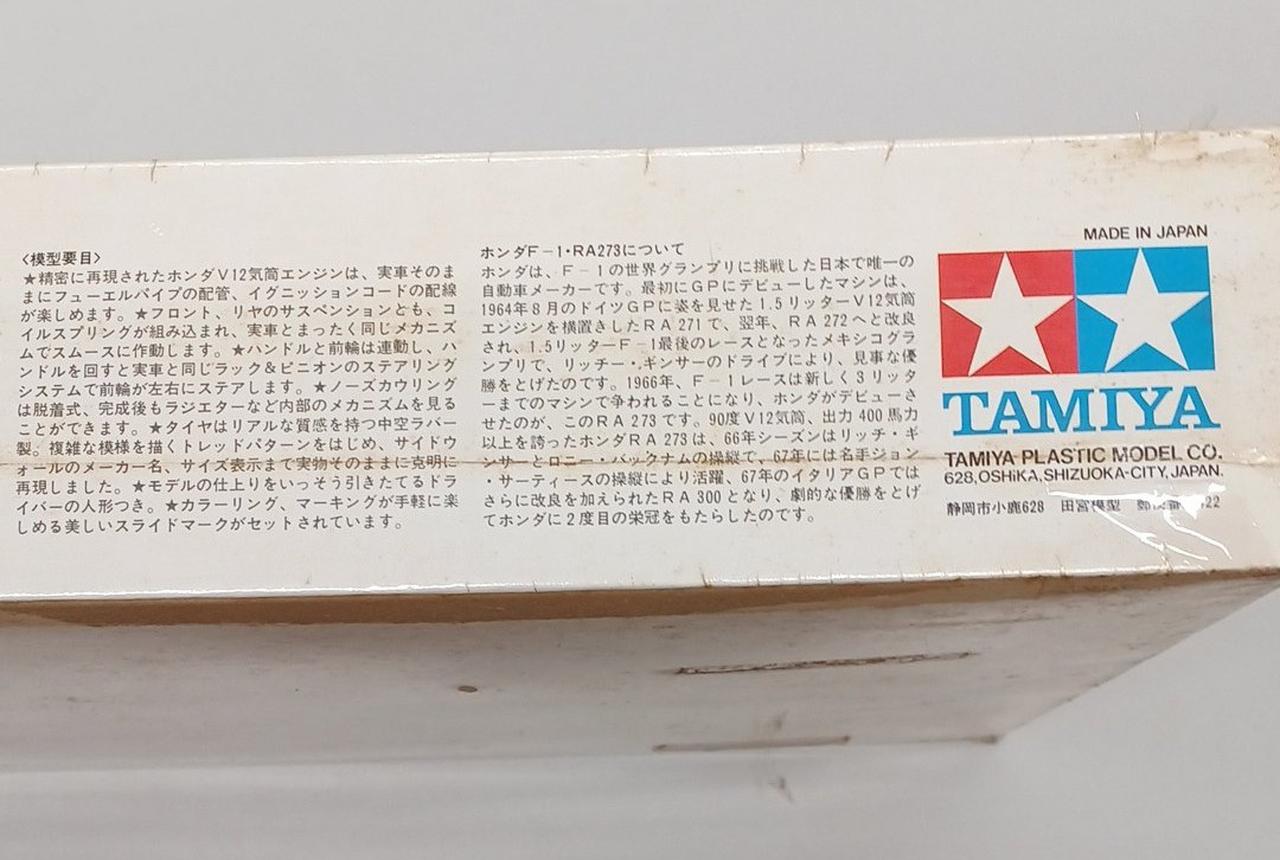 〈模型要目〉
★精密に再現されたホンダV12気筒エンジンは、実車そのま
まにフューエルパイプの配管、イグニッションコードの配線
が楽しめます。★フロント、リヤのサスペンションとも、コ
イルスプリングが組み込まれ、実車とまったく同じメカニズ
ムでスムースに作動します。★ハンドルと前輪は連動し、ハ
ンドルを回すと実車と同じラック&ピニオンのステアリング
システムで前輪が左右にステアします。★ノーズカウリング
は脱着式、完成後もラジエターなど内部のメカニズムを見る
ことができます。★タイヤはリアルな質感を持つ中空ラバー
製。複雑な模様を描くトレッドパターンをはじめ、サイドウ
ォールのメーカー名、サイズ表示まで実物そのままに克明に
再現しました。★モデルの仕上りをいっそう引きたてるドラ
イバーの人形つき。★カラーリング、マーキングが手軽に楽
しめる美しいスライドマークがセットされています。
ホンダF-1・RA273について
ホンダは、F-1の世界グランプリに挑戦した日本で唯一の
自動車メーカーです。最初にGPにデビューしたマシンは、
1964年8月のドイツGPに姿を見せた1.5リッターV12気筒
エンジンを横置きしたRA271で、翌年、RA272へと改良
され、1.5リッターF-1最後のレースとなったメキシコグラ
ンプリで、リッチー・ギンサーのドライブにより、見事な優
勝をとげたのです。1966年、F-1レースは新しく3リッタ
ーまでのマシンで争われることになり、ホンダがデビューさ
せたのが、このRA273です。90度V12気筒、出力400馬力
以上を誇ったホンダRA273は、66年シーズンはリッチ・ギ
ンサーとロニー・バックナムの操縦で、67年には名手ジョン
・サーティースの操縦により活躍、67年のイタリアGPでは
さらに改良を加えられたRA300となり、劇的な優勝をとげ
てホンダに2度目の栄冠をもたらしたのです。
MADE IN JAPAN
TAMIYA
TAMIYA PLASTIC MODEL CO.
628,OSHiKA,SHIZUOKA-CITY,JAPAN.
静岡市小鹿628 田宮模型